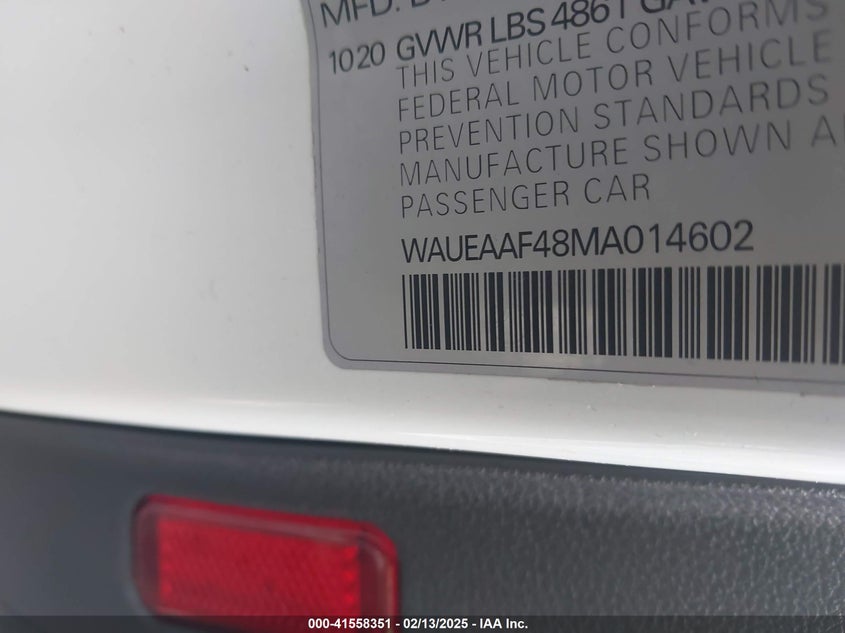 MFD.
1020 GVWR LBS 4861
THIS VEHICLE CONFORMS
FEDERAL MOTOR VEHICLE
PREVENTION STANDARDS
MANUFACTURE SHOWN
PASSENGER CAR
WAUEAAF48MA014602
000-41558351 — 02/13/2025 — IAA Inc.